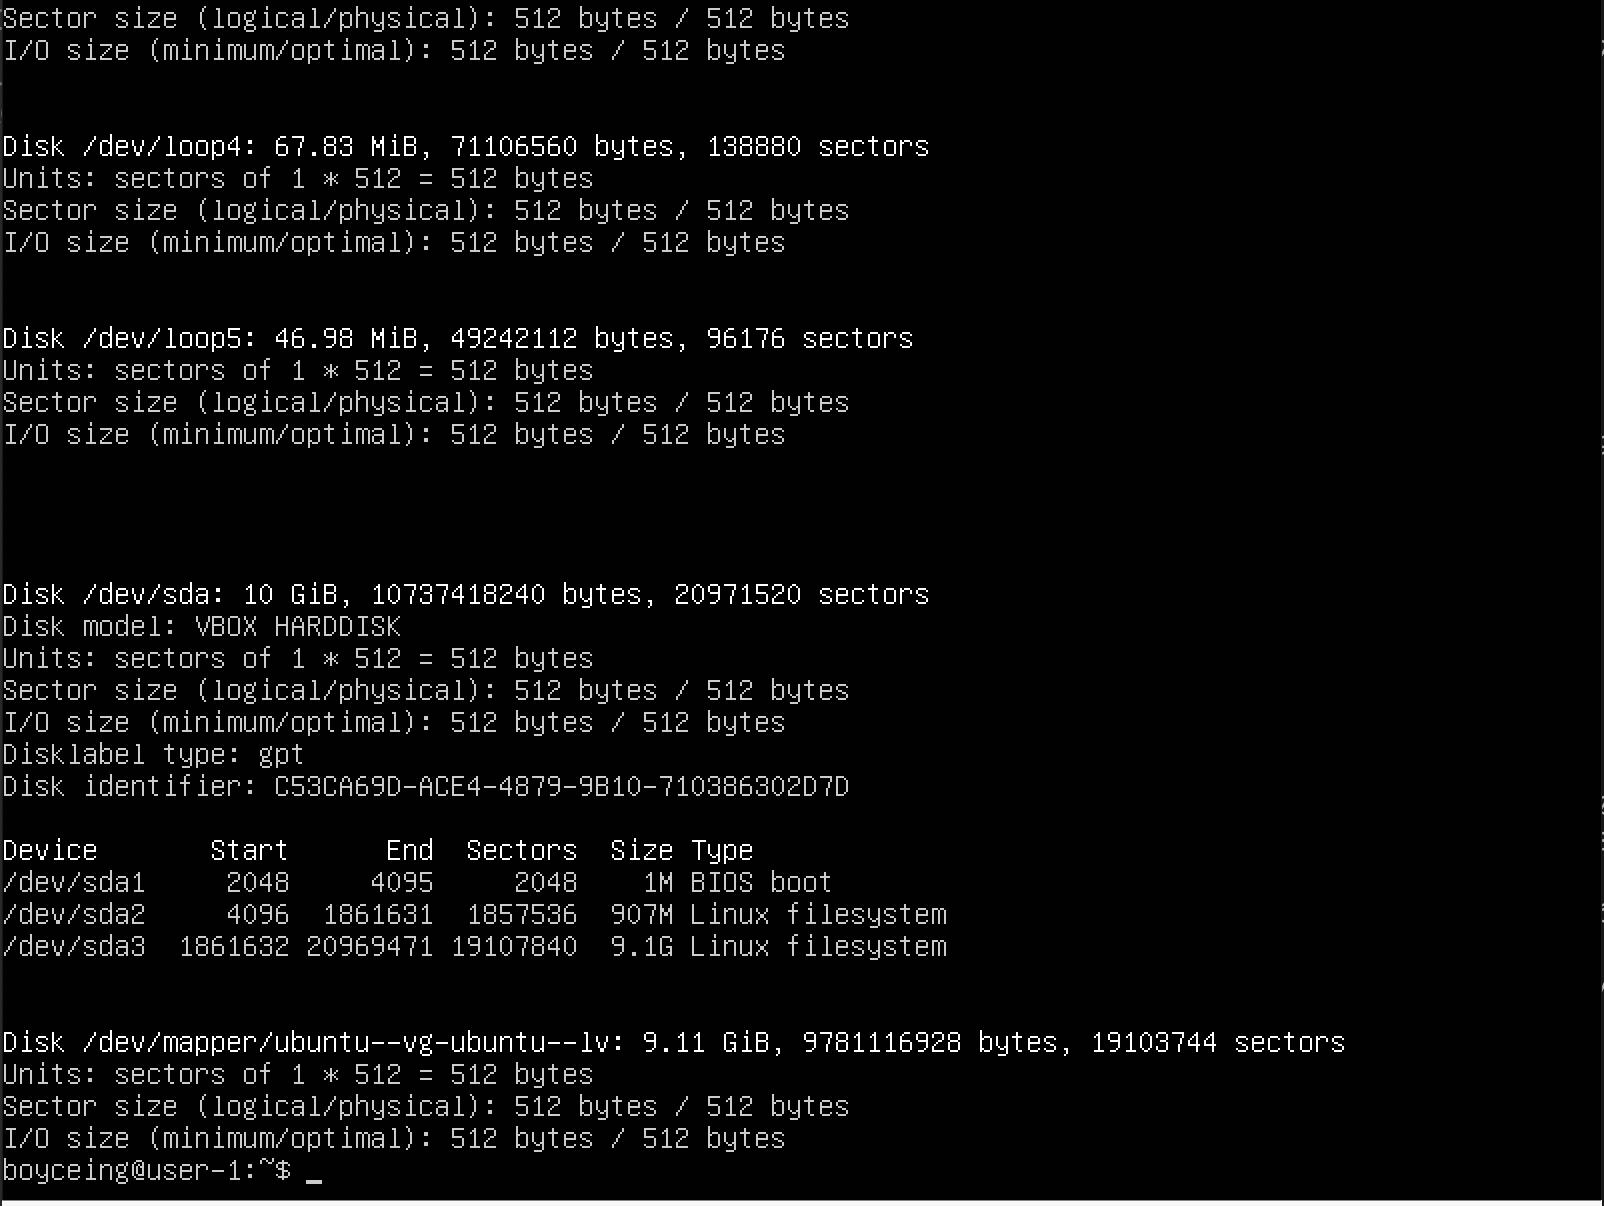 Sector size (logical/physical): 512 bytes / 512 bytes
I/O size (minimum/optimal): 512 bytes / 512 bytes
Disk /dev/loop4: 67.83 MiB, 71106560 bytes, 138880 sectors
Units: sectors of 1 * 512 = 512 bytes
Sector size (logical/physical): 512 bytes / 512 bytes
I/O size (minimum/optimal): 512 bytes / 512 bytes
Disk /dev/loop5: 46.98 MiB, 49242112 bytes, 96176 sectors
Units: sectors of 1 * 512 = 512 bytes
Sector size (logical/physical): 512 bytes / 512 bytes
I/O size (minimum/optimal): 512 bytes / 512 bytes
Disk /dev/sda: 10 GiB, 10737418240 bytes, 20971520 sectors
Disk model: VBOX HARDDISK
Units: sectors of 1 * 512 = 512 bytes
Sector size (logical/physical): 512 bytes / 512 bytes
I/O size (minimum/optimal): 512 bytes / 512 bytes
Disklabel type: gpt
Disk identifier: C53CA69D-ACE4-4879-9B10-710386302D7D
Device       Start      End  Sectors  Size Type
/dev/sda1     2048     4095     2048    1M BIOS boot
/dev/sda2     4096  1861631  1857536  907M Linux filesystem
/dev/sda3  1861632 20969471 19107840  9.1G Linux filesystem
Disk /dev/mapper/ubuntu--vg-ubuntu--lv: 9.11 GiB, 9781116928 bytes, 19103744 sectors
Units: sectors of 1 * 512 = 512 bytes
Sector size (logical/physical): 512 bytes / 512 bytes
I/O size (minimum/optimal): 512 bytes / 512 bytes
boyceing@user-1:~$ _